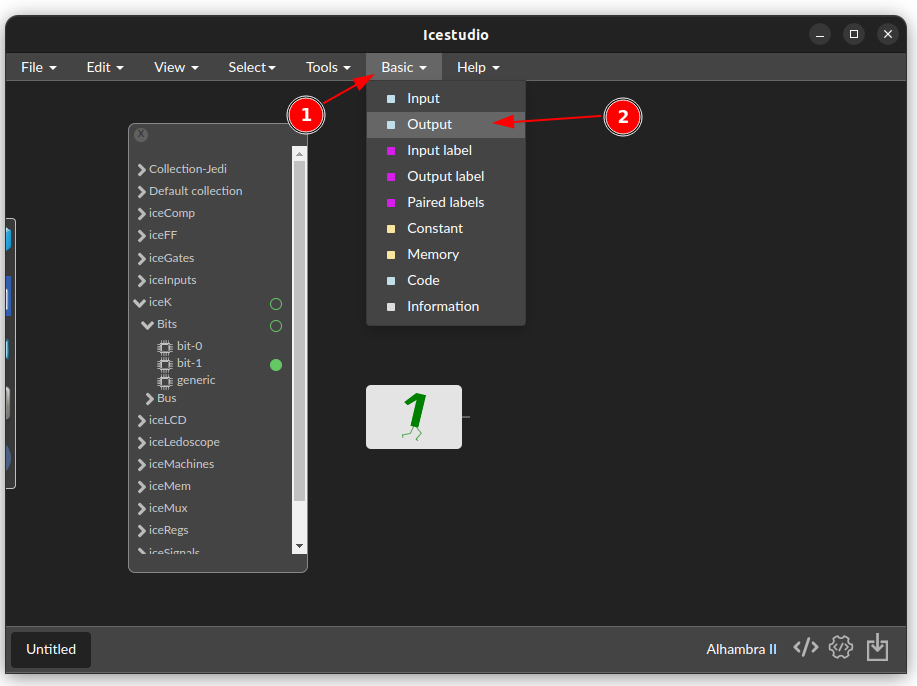 Icestudio
File Edit View Select Tools Basic Help
1
2
Input
Output
Input label
Output label
Paired labels
Constant
Memory
Code
Information
X
Collection-Jedi
Default collection
iceComp
iceFF
iceGates
iceInputs
iceK
Bits
bit-0
bit-1
generic
Bus
iceLCD
iceLedoscope
iceMachines
iceMem
iceMux
iceRegs
iceSignals
1
Untitled
Alhambra II </>